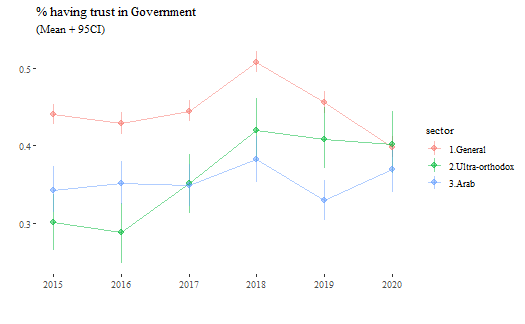 % having trust in Government
(Mean + 95CI)
0.5
0.4
0.3
2015 2016 2017 2018 2019 2020
sector
1.General
2.Ultra-orthodox
3.Arab